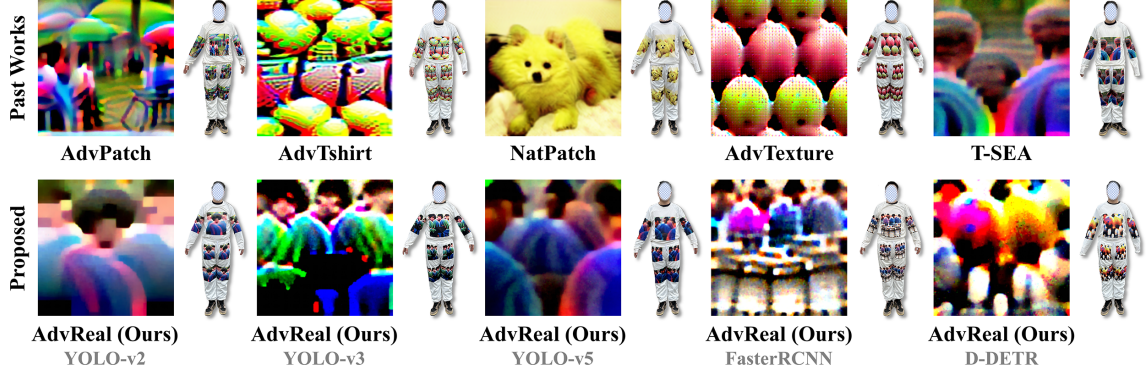 Past Works
AdvPatch
AdvTshirt
NatPatch
AdvTexture
T-SEA
Proposed
AdvReal (Ours)
YOLO-v2
AdvReal (Ours)
YOLO-v3
AdvReal (Ours)
YOLO-v5
AdvReal (Ours)
FasterRCNN
AdvReal (Ours)
D-DETR